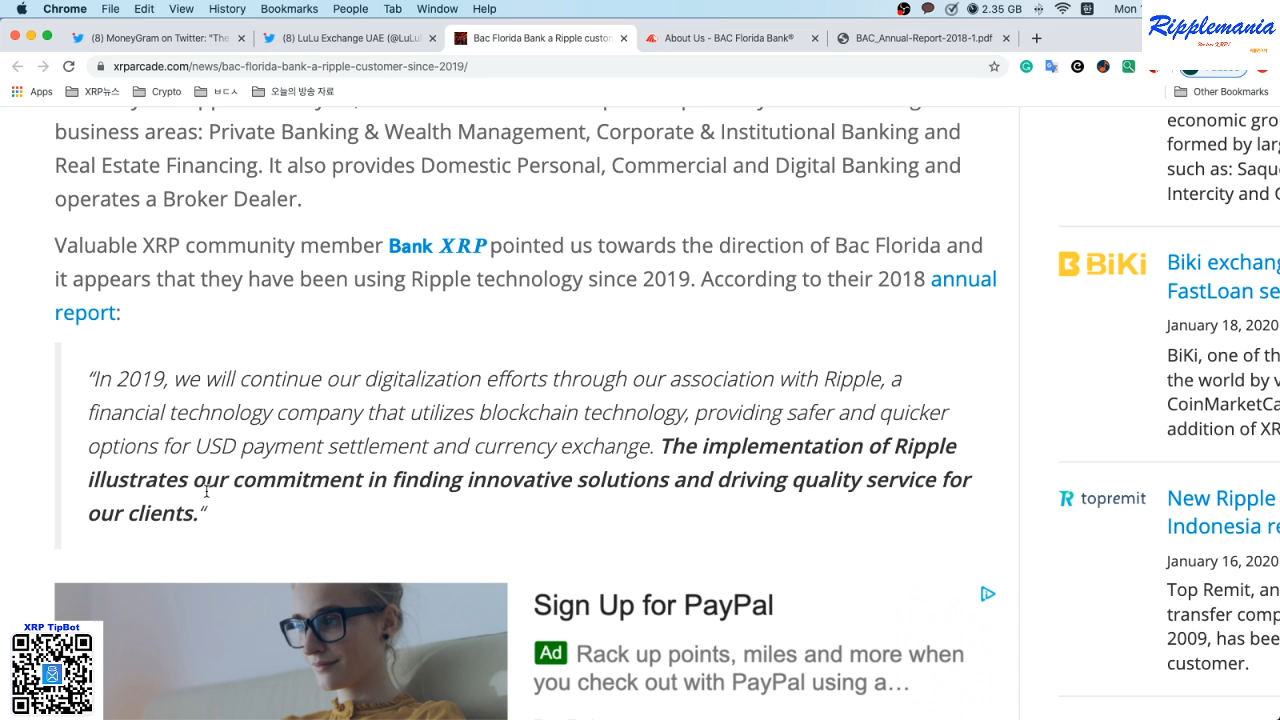 Chrome File Edit View History Bookmarks People Tab Window Help 2.35 GB Mon
(8) MoneyGram on Twitter: "The
(8) LuLu Exchange UAE (@LuLuE
Bac Florida Bank a Ripple custom
About Us - BAC Florida Bank®
BAC_Annual-Report-2018-1.pdf
Ripplemania
xrparcade.com/news/bac-florida-bank-a-ripple-customer-since-2019/
Apps XRP뉴스 Crypto ㅂㄷㅅ 오늘의 방송 자료 Other Bookmarks
business areas: Private Banking & Wealth Management, Corporate & Institutional Banking and
Real Estate Financing. It also provides Domestic Personal, Commercial and Digital Banking and
operates a Broker Dealer.
Valuable XRP community member Bank XRP pointed us towards the direction of Bac Florida and
it appears that they have been using Ripple technology since 2019. According to their 2018 annual
report:
“In 2019, we will continue our digitalization efforts through our association with Ripple, a
financial technology company that utilizes blockchain technology, providing safer and quicker
options for USD payment settlement and currency exchange. The implementation of Ripple
illustrates our commitment in finding innovative solutions and driving quality service for
our clients.“
Sign Up for PayPal
Ad Rack up points, miles and more when
you check out with PayPal using a...
XRP TipBot
economic gro
formed by larg
such as: Saque
Intercity and C
BiKi
Biki exchang
FastLoan se
January 18, 2020
BiKi, one of th
the world by v
CoinMarketCa
addition of XR
topremit
New Ripple
Indonesia re
January 16, 2020
Top Remit, an
transfer comp
2009, has bee
customer.